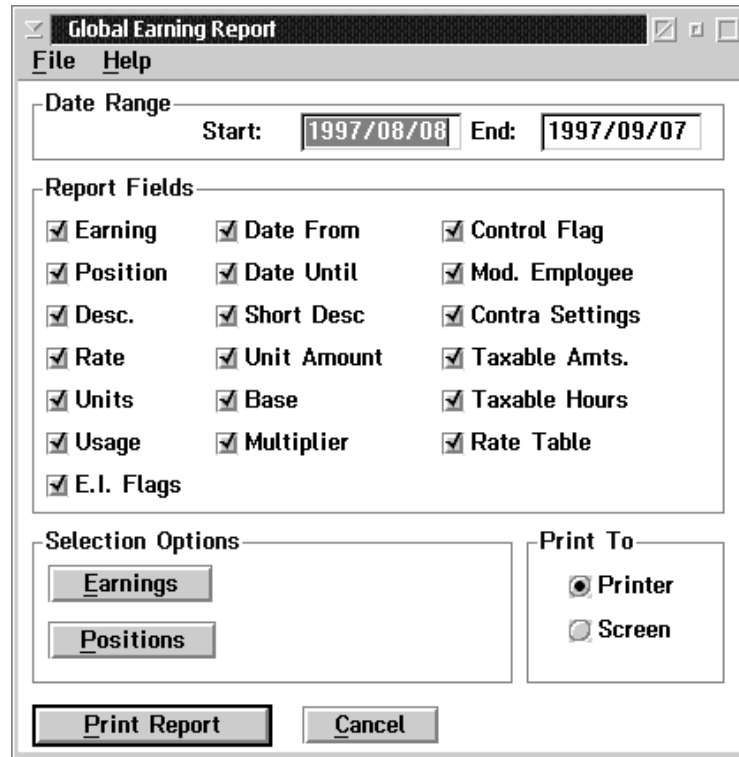 Global Earning Report
File Help
Date Range
Start: 1997/08/08 End: 1997/09/07
Report Fields
Earning Date From Control Flag
Position Date Until Mod. Employee
Desc. Short Desc Contra Settings
Rate Unit Amount Taxable Amts.
Units Base Taxable Hours
Usage Multiplier Rate Table
E.I. Flags
Selection Options Print To
Earnings Printer
Positions Screen
Print Report Cancel